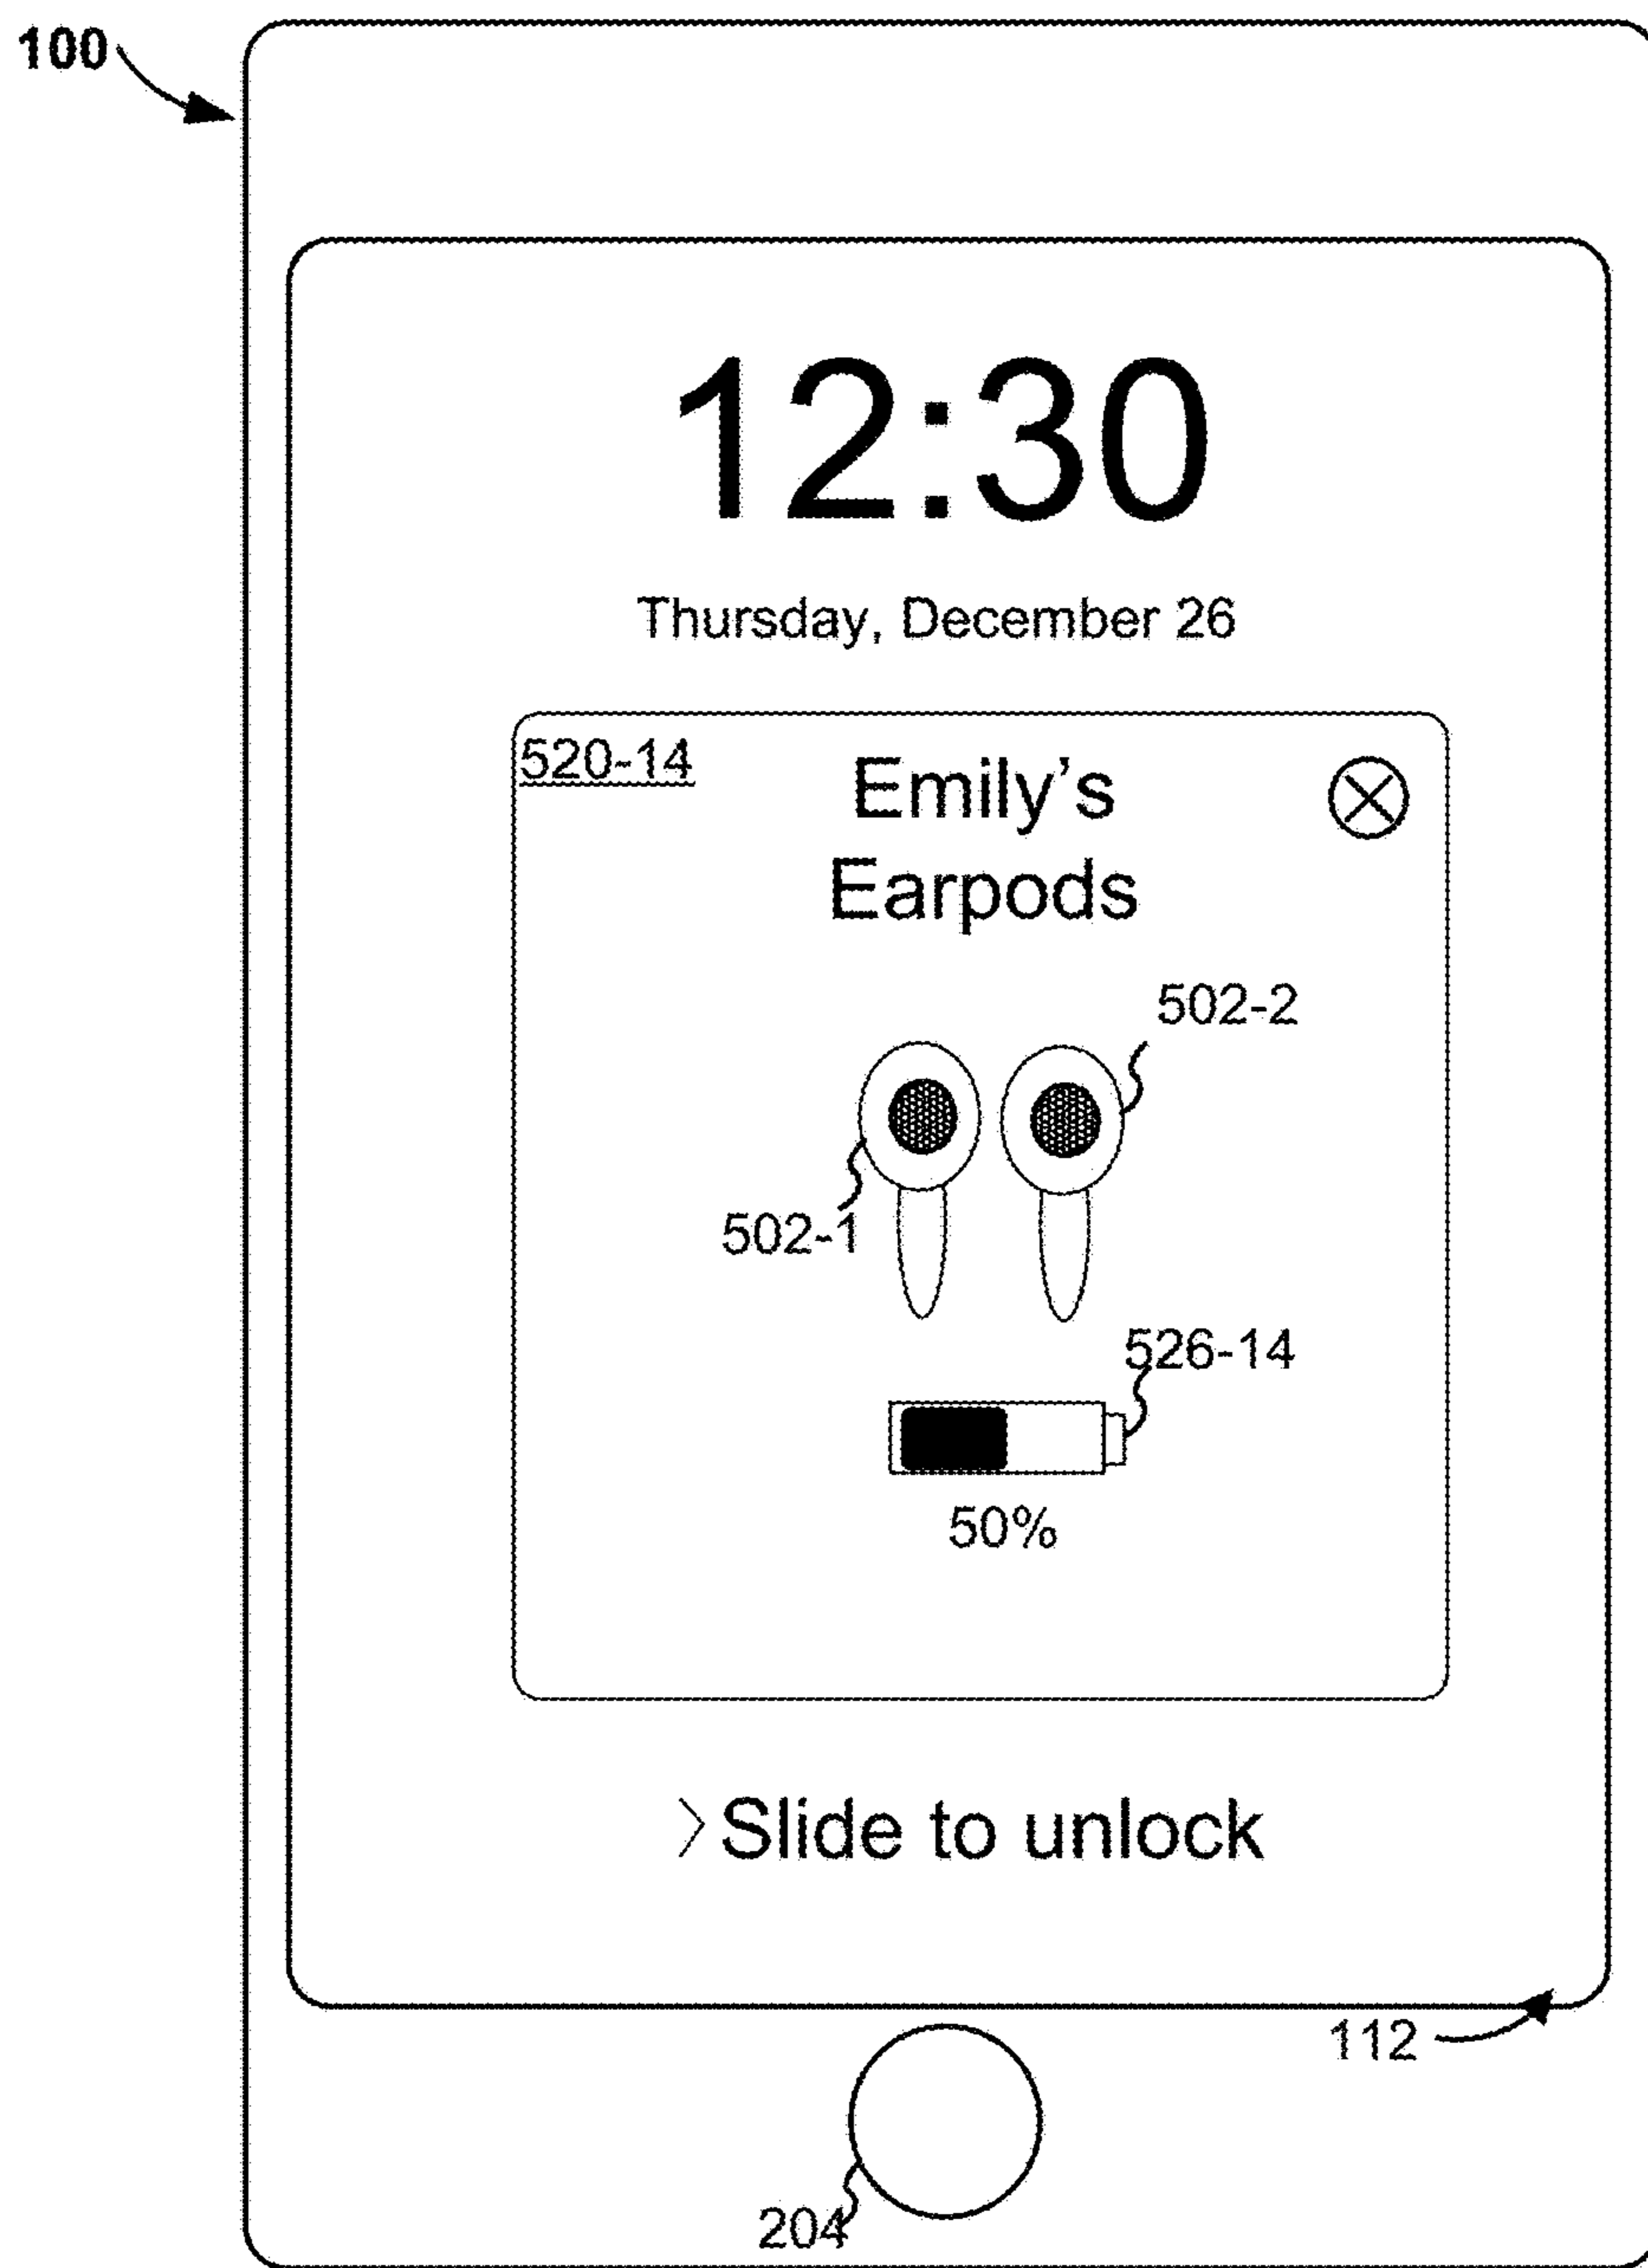 100
12:30
Thursday, December 26
520-14
Emily's
Earpods
502-2
502-1
526-14
50%
Slide to unlock
112
204